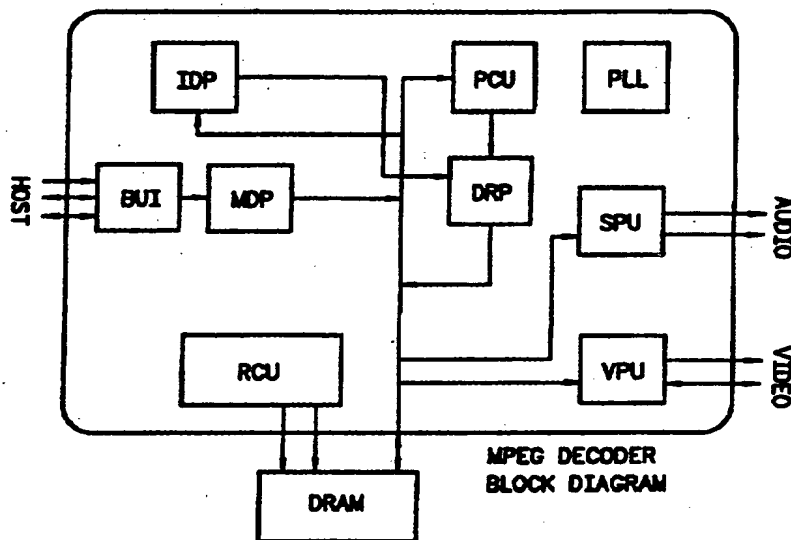 IDP
PCU
PLL
HOST
BUI
MDP
DRP
SPU
AUDIO
RCU
VPU
VIDEO
MPEG DECODER
BLOCK DIAGRAM
DRAM